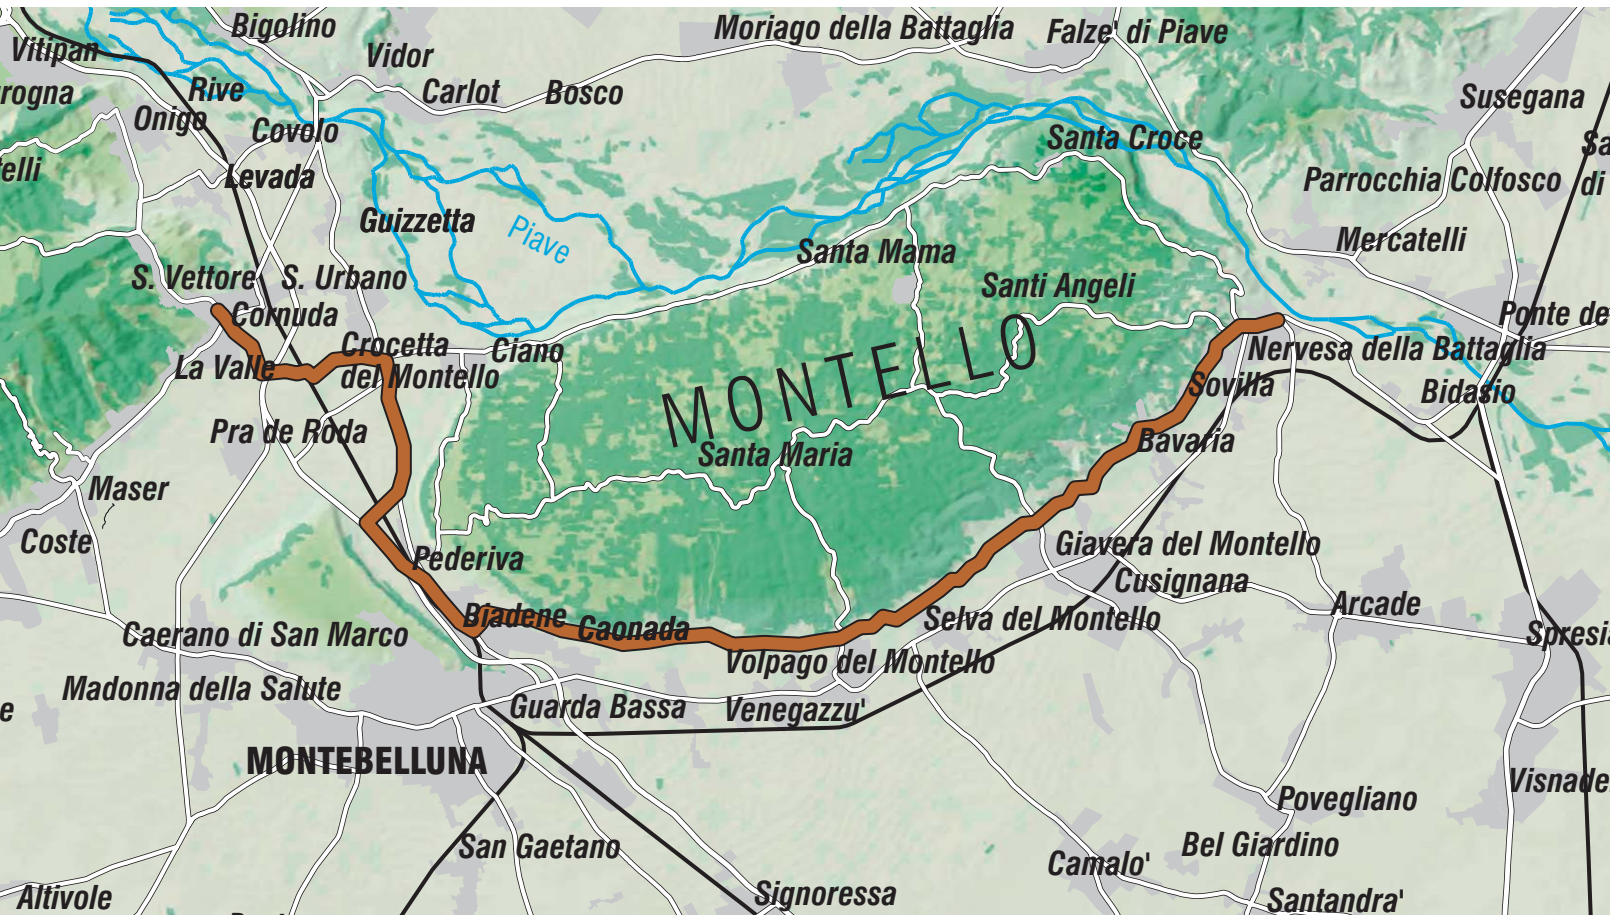 Bigolino
Moriago della Battaglia
Falze' di Piave
Vitipan
Vidor
rogna
Rive
Carlot
Bosco
Susegana
Onigo
Covolo
Santa Croce
Sa
elli
Levada
Parrocchia Colfosco
di
Guizzetta
Piave
Santa Mama
Mercatelli
S. Vettore
S. Urbano
Santi Angeli
Cornuda
Ponte de
Crocetta
del Montello
Ciano
MONTELLO
Nervesa della Battaglia
La Valle
Sovilla
Bidasio
Pra de Roda
Santa Maria
Bavaria
Maser
Coste
Pederiva
Giavera del Montello
Cusignana
Biadene
Caonada
Selva del Montello
Arcade
Caerano di San Marco
Spresia
Volpago del Montello
Madonna della Salute
e
Guarda Bassa
Venegazzu'
MONTEBELLUNA
Visnade
Povegliano
San Gaetano
Bel Giardino
Camalo'
Altivole
Signoressa
Santandra'